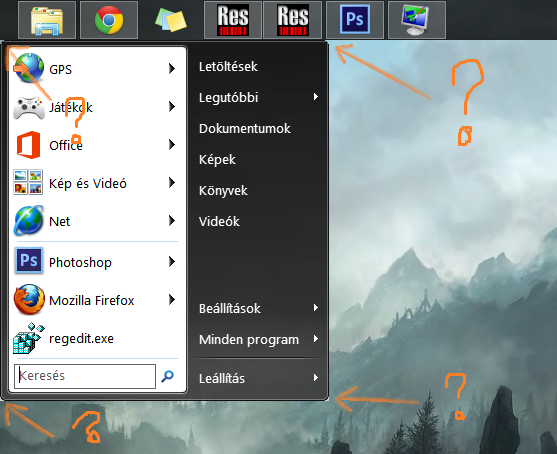 Res
Res
Ps
GPS
Játékok
Office
Kép és Videó
Net
Ps
Photoshop
Mozilla Firefox
regedit.exe
Keresés
Letöltések
Legutóbbi
Dokumentumok
Képek
Könyvek
Videók
Beállítások
Minden program
Leállítás
?
?
?
?